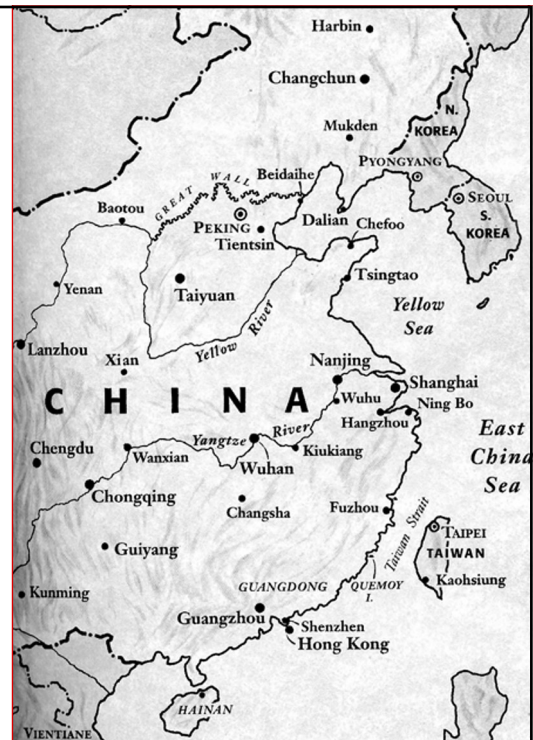 Harbin
Changchun
N.
KOREA
Mukden
PYONGYANG
Beidaihe
GREAT WALL
SEOUL
S.
KOREA
Baotou
PEKING
Tientsin
Dalian
Chefoo
Yenan
Taiyuan
Tsingtao
Yellow River
Yellow
Sea
Lanzhou
Xian
Nanjing
Shanghai
CHINA
Wuhu
Ning Bo
Hangzhou
East
China
Sea
Chengdu
Yangtze River
Wanxian
Wuhan
Kiukiang
Chongqing
Changsha
Fuzhou
Taiwan Strait
TAIPEI
TAIWAN
Guiyang
Kaohsiung
QUEMOY
I.
Kunming
GUANGDONG
Guangzhou
Shenzhen
Hong Kong
HAINAN
VIENTIANE